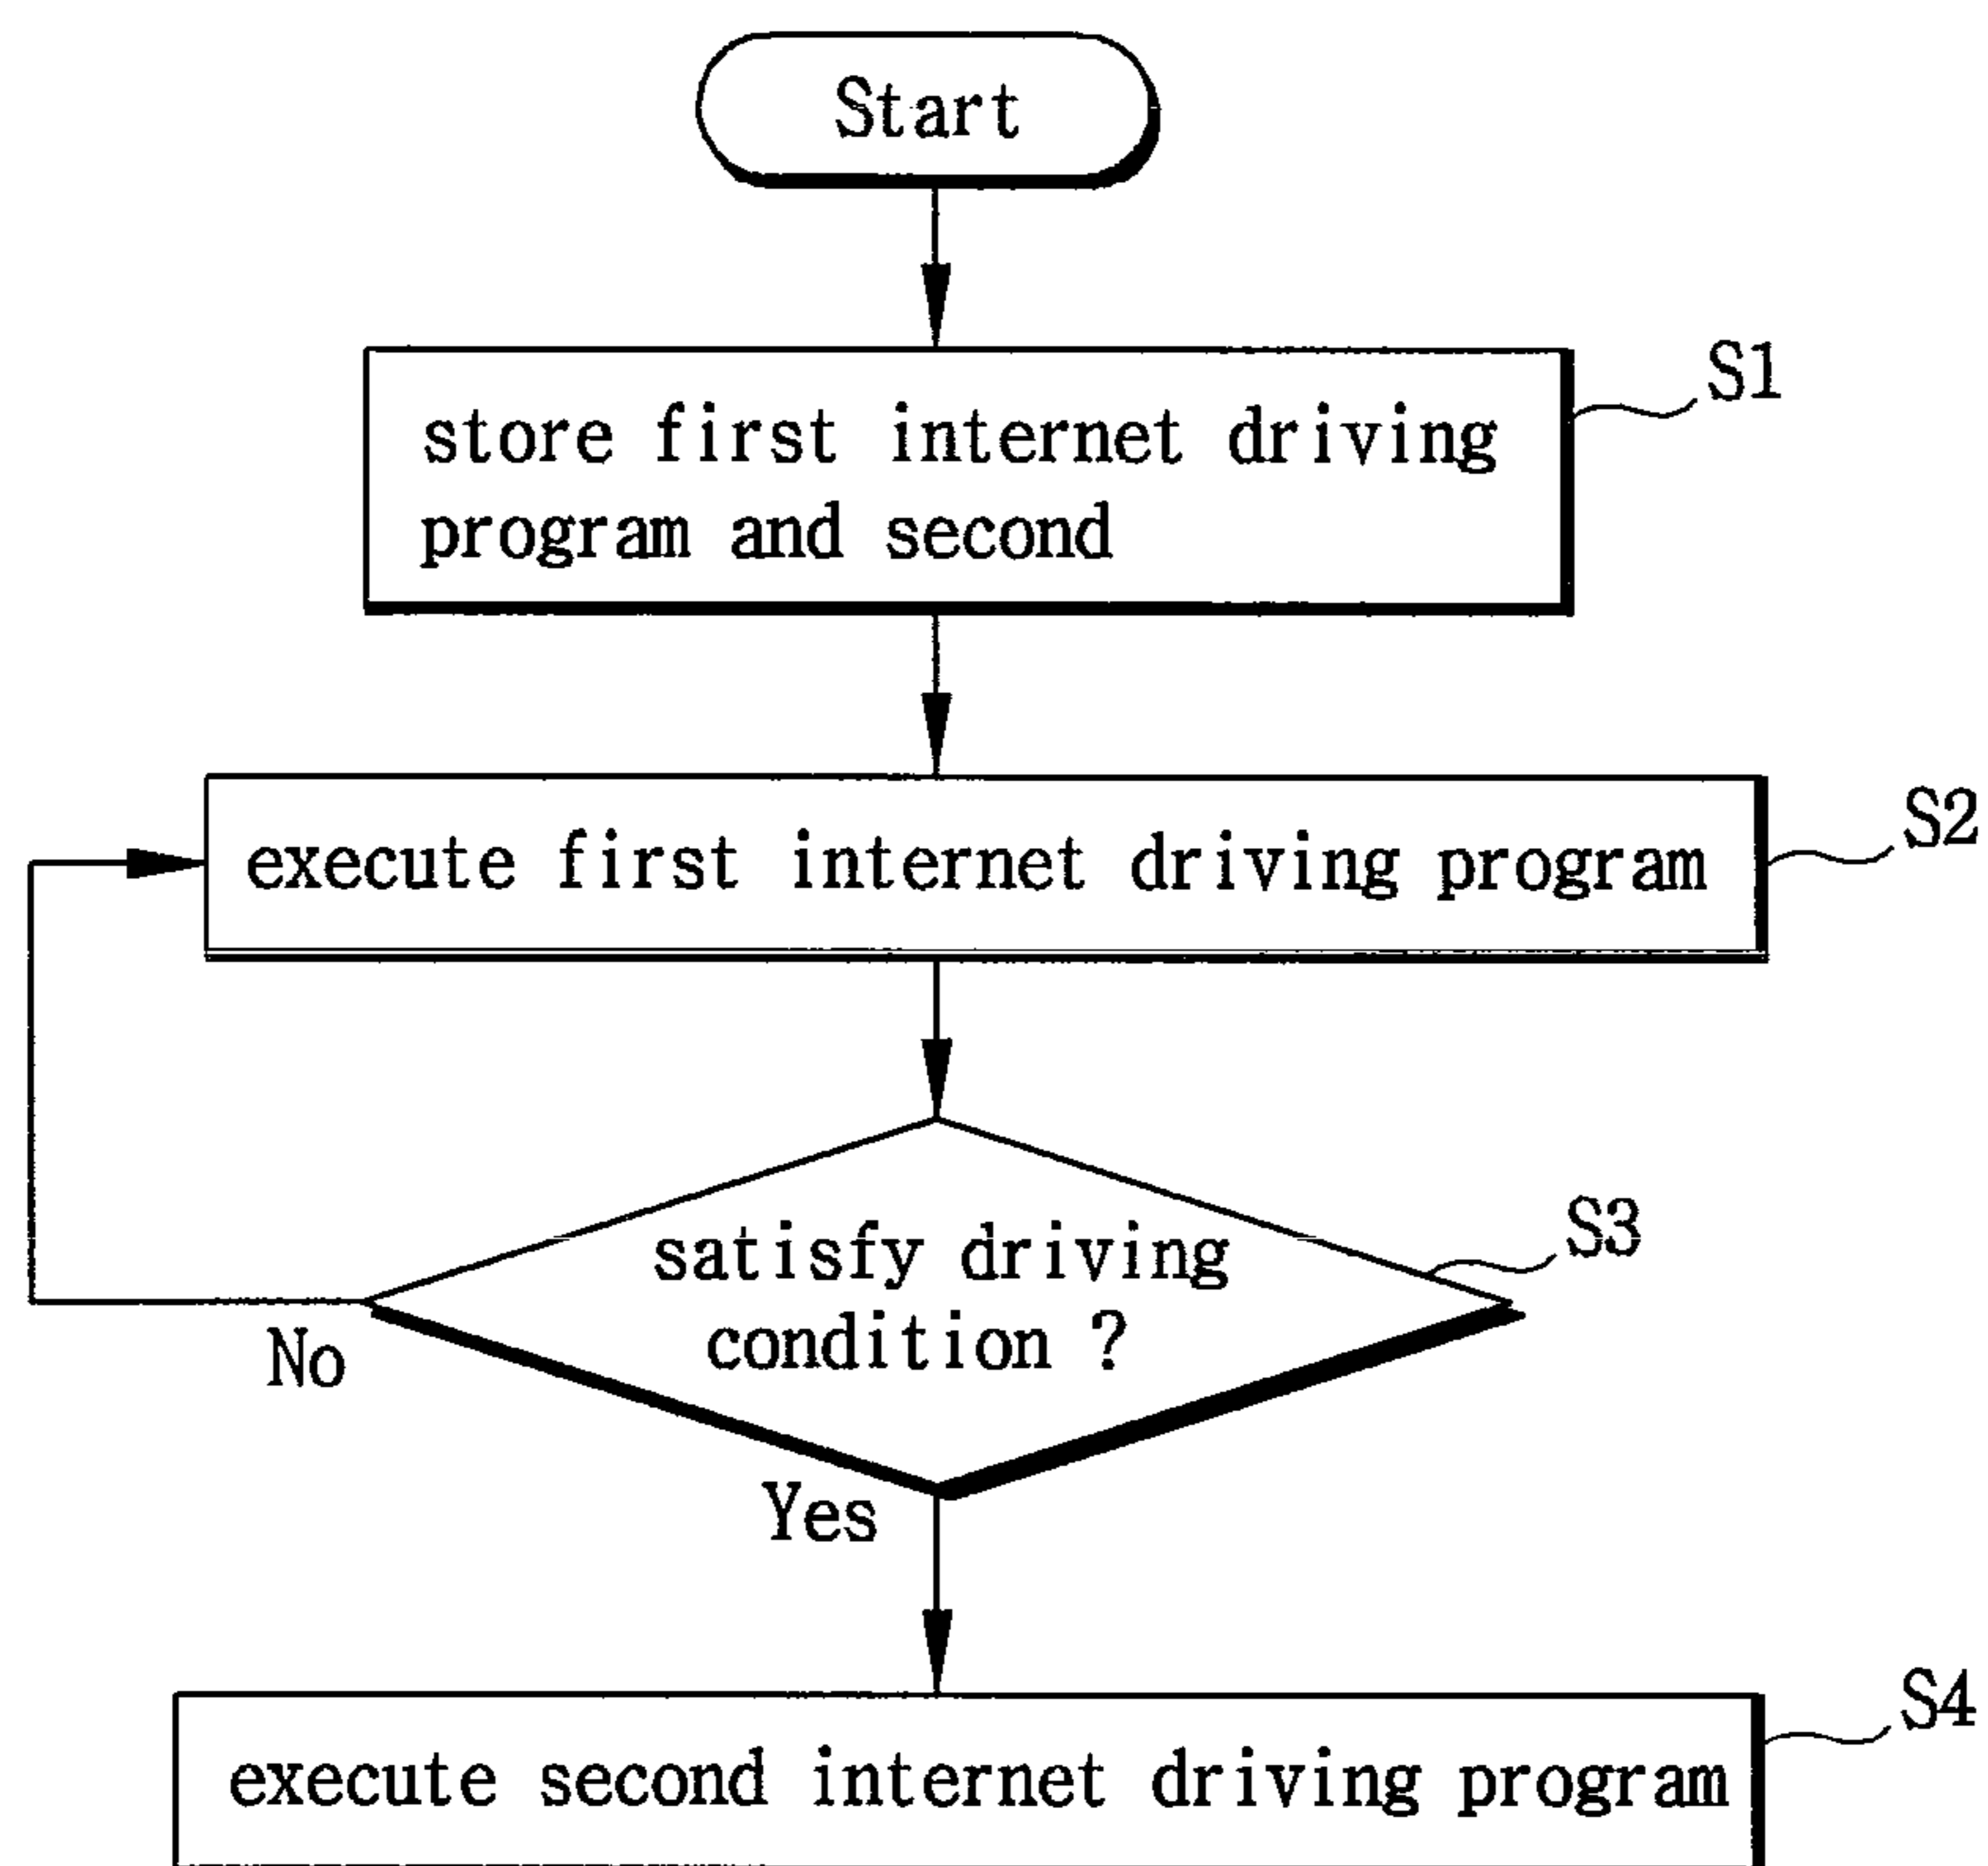 Start
S1
store first internet driving
program and second
S2
execute first internet driving program
S3
satisfy driving
condition ?
No
Yes
S4
execute second internet driving program